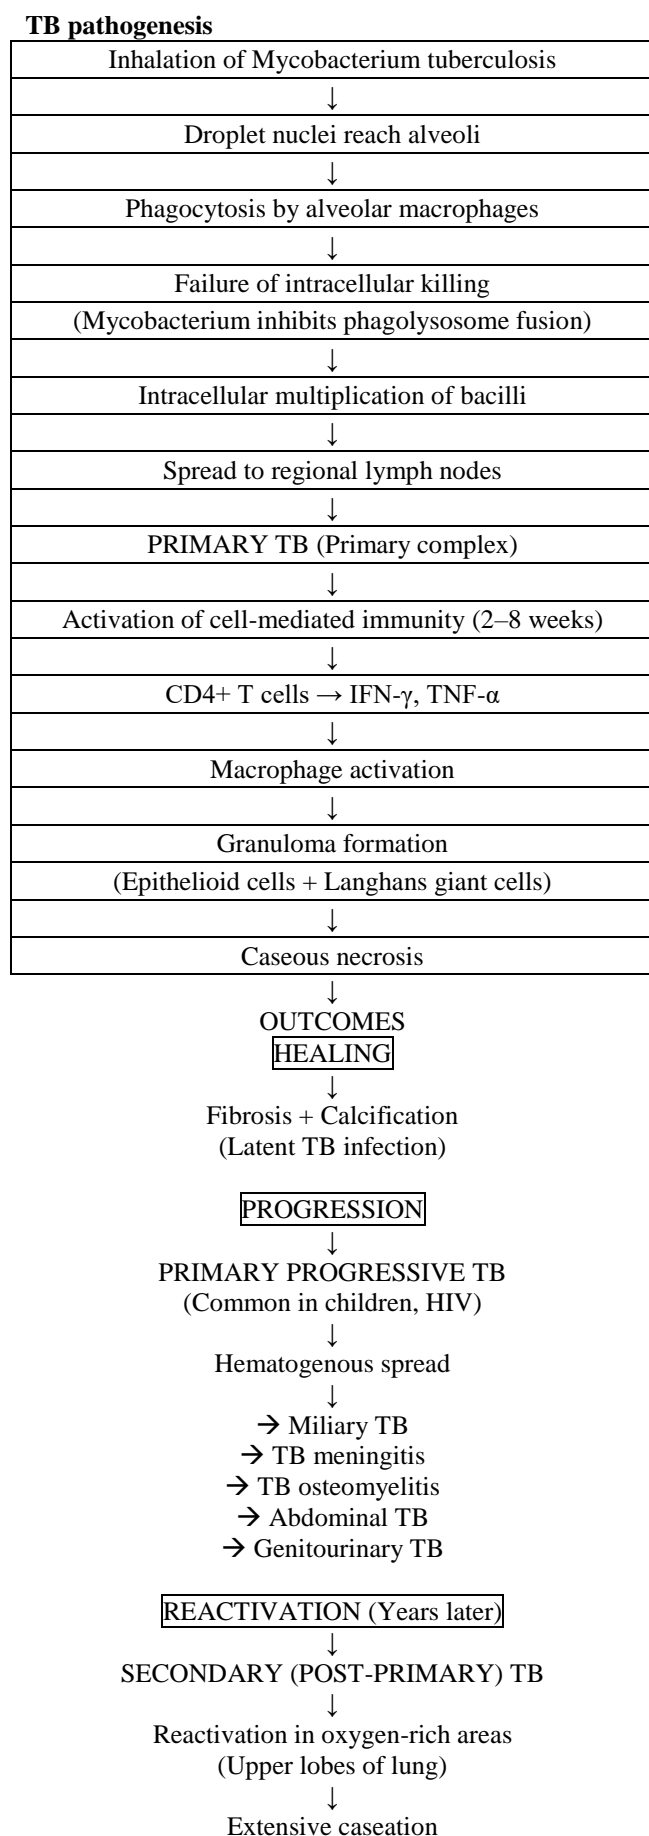 TB pathogenesis
Inhalation of Mycobacterium tuberculosis
↓
Droplet nuclei reach alveoli
↓
Phagocytosis by alveolar macrophages
↓
Failure of intracellular killing
(Mycobacterium inhibits phagolysosome fusion)
↓
Intracellular multiplication of bacilli
↓
Spread to regional lymph nodes
↓
PRIMARY TB (Primary complex)
↓
Activation of cell-mediated immunity (2–8 weeks)
↓
CD4+ T cells → IFN-γ, TNF-α
↓
Macrophage activation
↓
Granuloma formation
(Epithelioid cells + Langhans giant cells)
↓
Caseous necrosis
↓
OUTCOMES
HEALING
↓
Fibrosis + Calcification
(Latent TB infection)
PROGRESSION
↓
PRIMARY PROGRESSIVE TB
(Common in children, HIV)
↓
Hematogenous spread
↓
→ Miliary TB
→ TB meningitis
→ TB osteomyelitis
→ Abdominal TB
→ Genitourinary TB
REACTIVATION (Years later)
↓
SECONDARY (POST-PRIMARY) TB
↓
Reactivation in oxygen-rich areas
(Upper lobes of lung)
↓
Extensive caseation